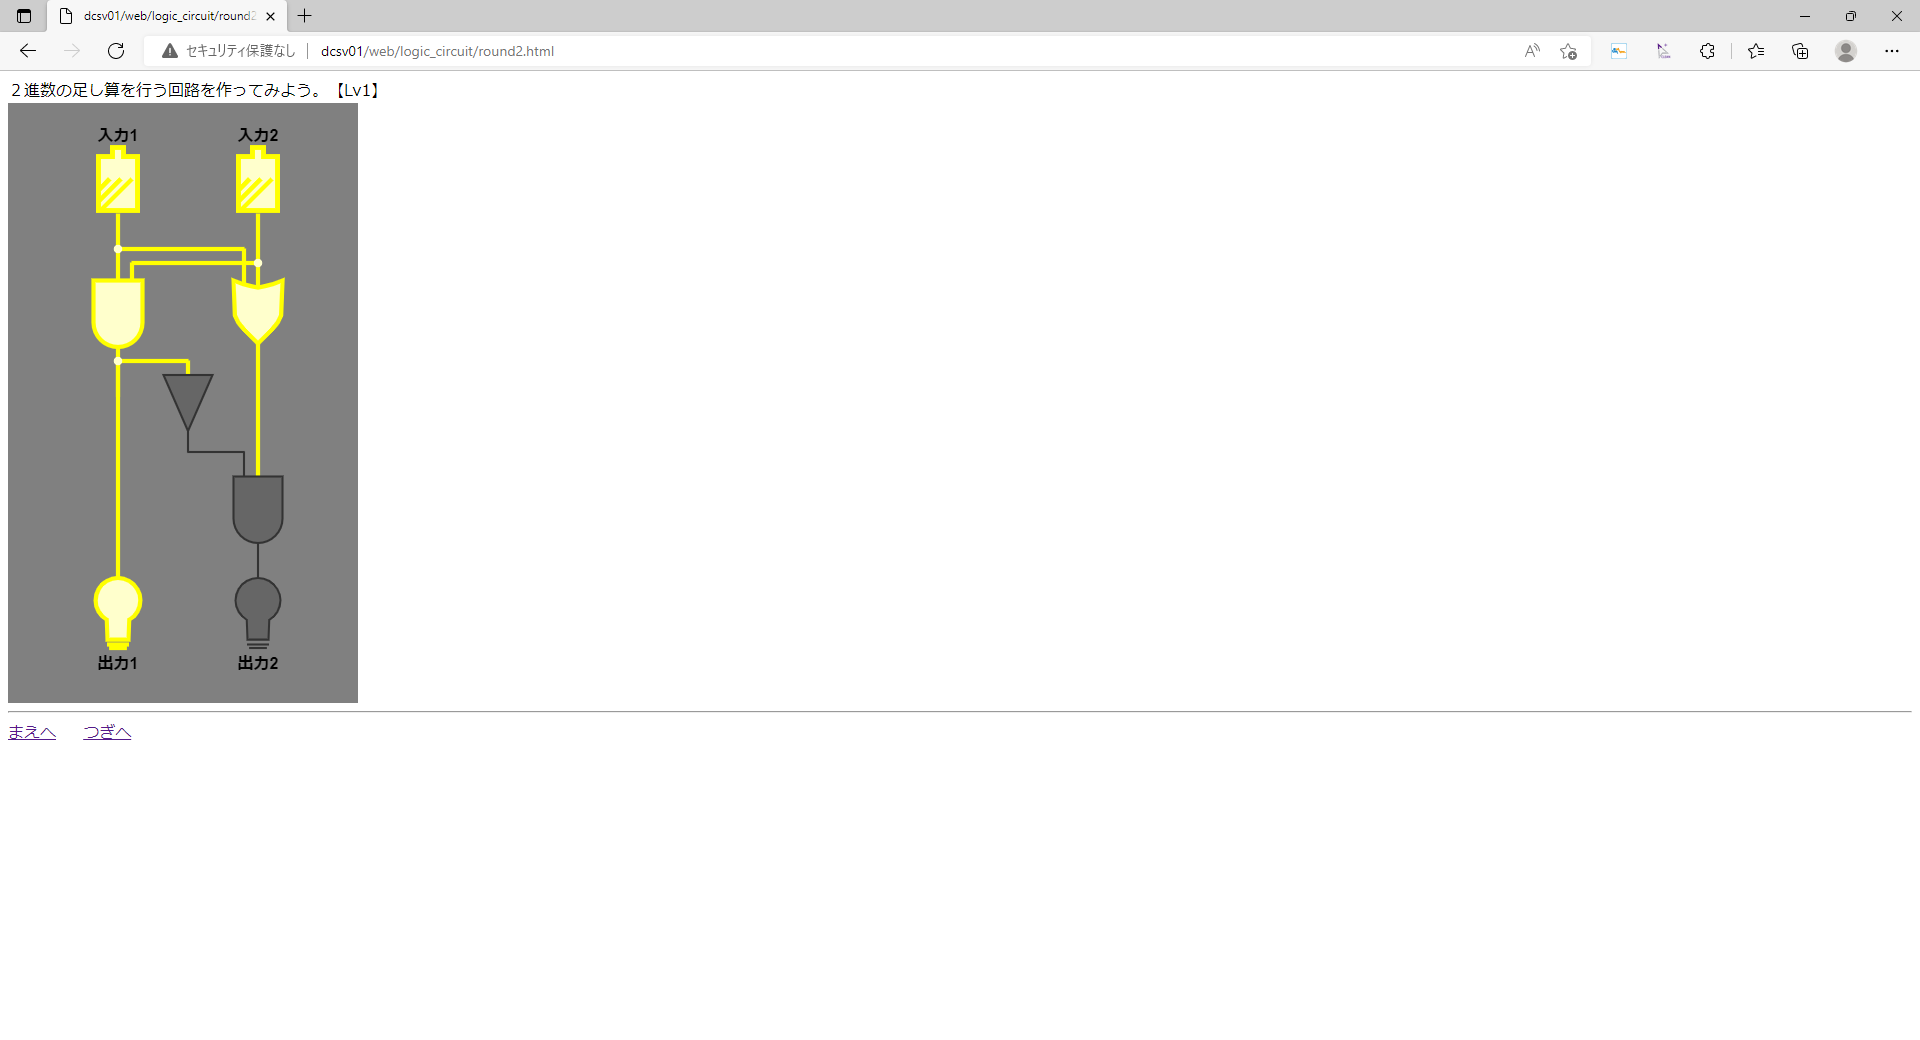 dcsv01/web/logic_circuit/round2
セキュリティ保護なし dcsv01/web/logic_circuit/round2.html
２進数の足し算を行う回路を作ってみよう。【Lv1】
入力1 入力2
出力1 出力2
まえへ つぎへ